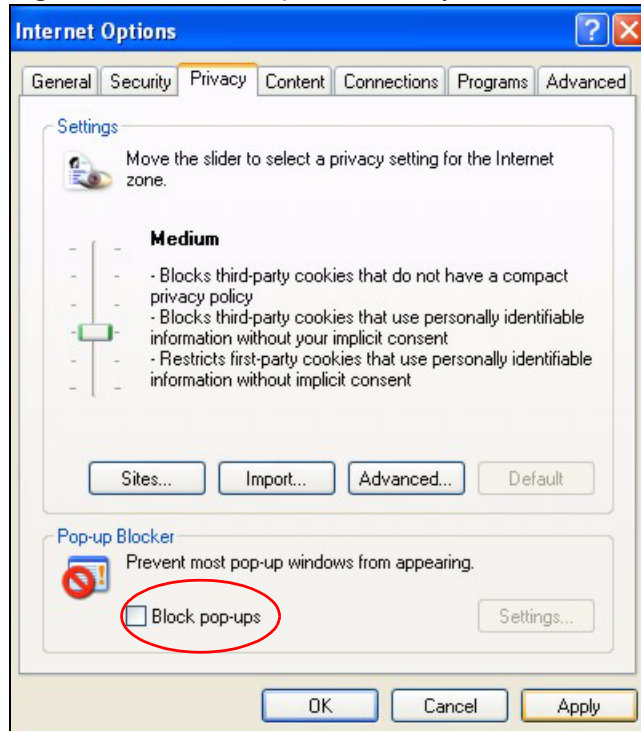 Internet Options
General Security Privacy Content Connections Programs Advanced
Settings
Move the slider to select a privacy setting for the Internet
zone.
Medium
- Blocks third-party cookies that do not have a compact
privacy policy
- Blocks third-party cookies that use personally identifiable
information without your implicit consent
- Restricts first-party cookies that use personally identifiable
information without implicit consent
Sites... Import... Advanced... Default
Pop-up Blocker
Prevent most pop-up windows from appearing.
Block pop-ups Settings...
OK Cancel Apply